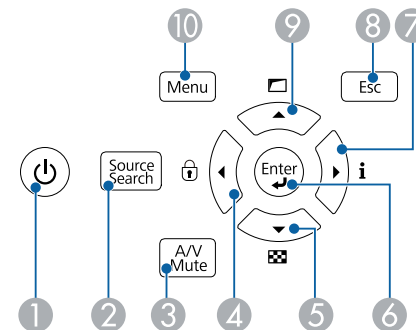 10 9 8 7
Menu
Esc
Source
Search
Enter
i
A/V
Mute
1 2 3 4 5 6